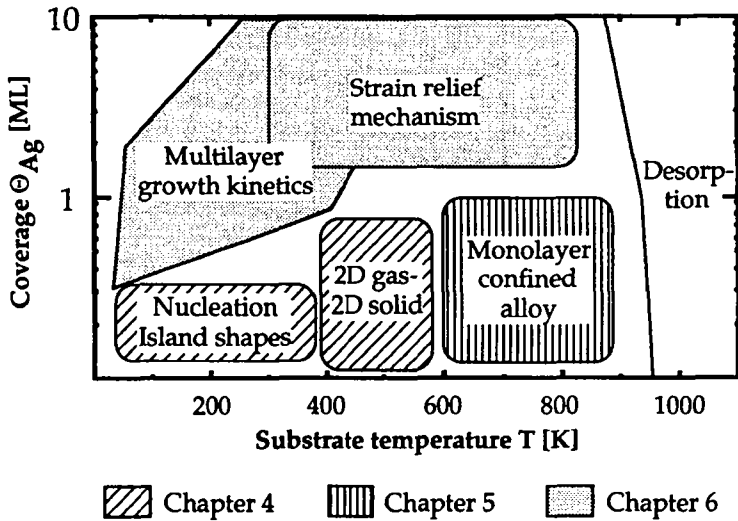 10
1
Coverage Θ_Ag [ML]
Strain relief
mechanism
Multilayer
growth kinetics
Desorp-
tion
Monolayer
confined
alloy
2D gas-
2D solid
Nucleation
Island shapes
200
400
600
800
1000
Substrate temperature T [K]
Chapter 4
Chapter 5
Chapter 6